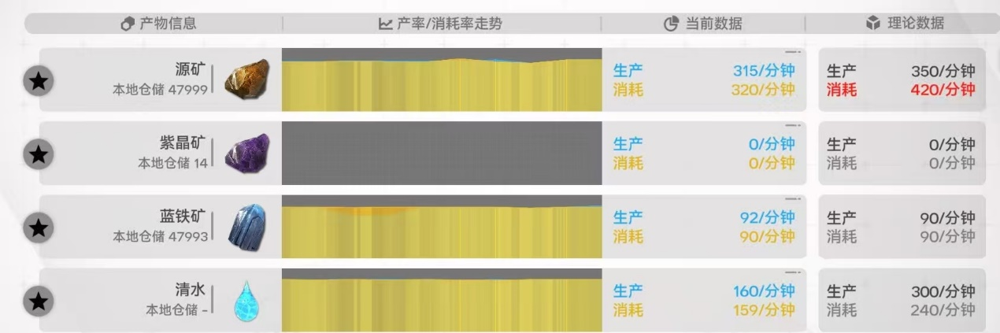 产物信息 产率/消耗率走势 当前数据 理论数据
源矿
本地仓储 47999
生产 315/分钟
消耗 320/分钟
生产 350/分钟
消耗 420/分钟
紫晶矿
本地仓储 14
生产 0/分钟
消耗 0/分钟
生产 0/分钟
消耗 0/分钟
蓝铁矿
本地仓储 47993
生产 92/分钟
消耗 90/分钟
生产 90/分钟
消耗 90/分钟
清水
本地仓储 -
生产 160/分钟
消耗 159/分钟
生产 300/分钟
消耗 240/分钟